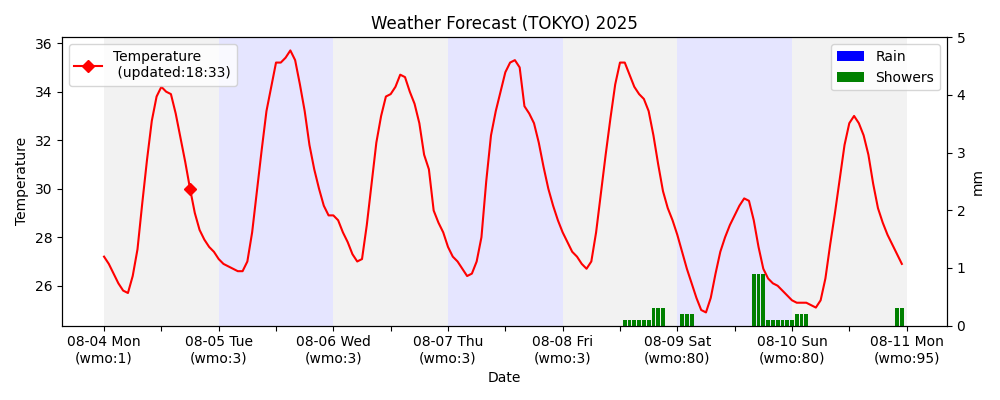 Weather Forecast (TOKYO) 2025
Temperature
(updated:18:33)
Rain
Showers
Temperature
36
34
32
30
28
26
5
4
3
2
1
0
mm
08-04 Mon
(wmo:1)
08-05 Tue
(wmo:3)
08-06 Wed
(wmo:3)
08-07 Thu
(wmo:3)
08-08 Fri
(wmo:3)
08-09 Sat
(wmo:80)
08-10 Sun
(wmo:80)
08-11 Mon
(wmo:95)
Date